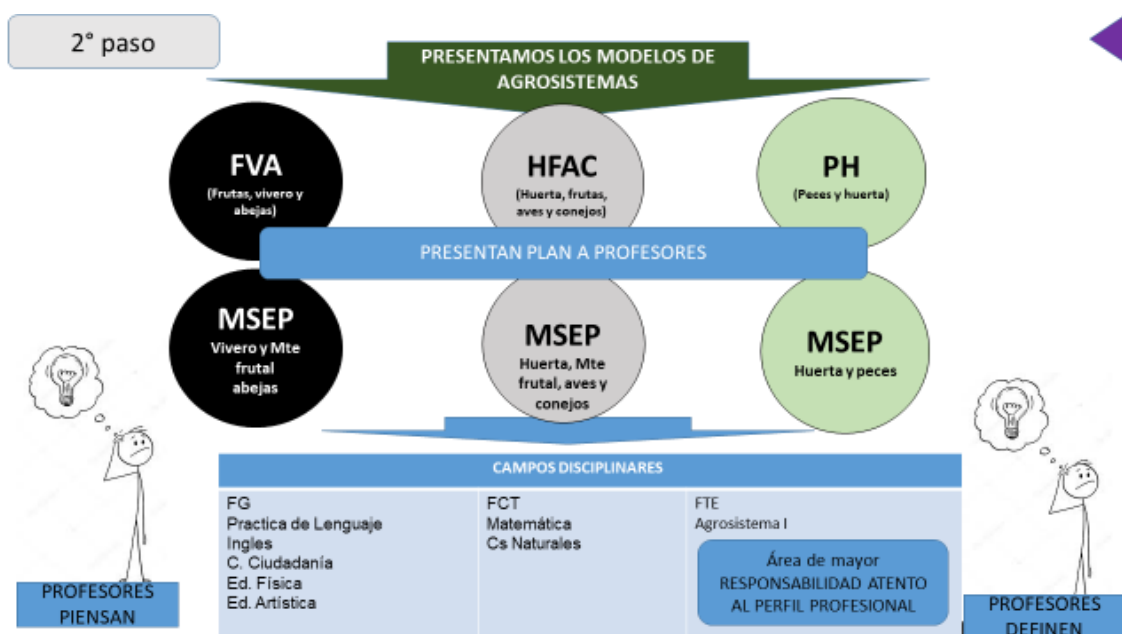 2° paso
PRESENTAMOS LOS MODELOS DE
AGROSISTEMAS
FVA
(Frutas, vivero y
abejas)
HFAC
(Huerta, frutas,
aves y conejos)
PH
(Peces y huerta)
PRESENTAN PLAN A PROFESORES
MSEP
Vivero y Mte
frutal
abejas
MSEP
Huerta, Mte
frutal, aves y
conejos
MSEP
Huerta y peces
CAMPOS DISCIPLINARES
FG
Practica de Lenguaje
Ingles
C. Ciudadanía
Ed. Física
Ed. Artística
FCT
Matemática
Cs Naturales
FTE
Agrosistema I
Área de mayor
RESPONSABILIDAD ATENTO
AL PERFIL PROFESIONAL
PROFESORES
PIENSAN
PROFESORES
DEFINEN